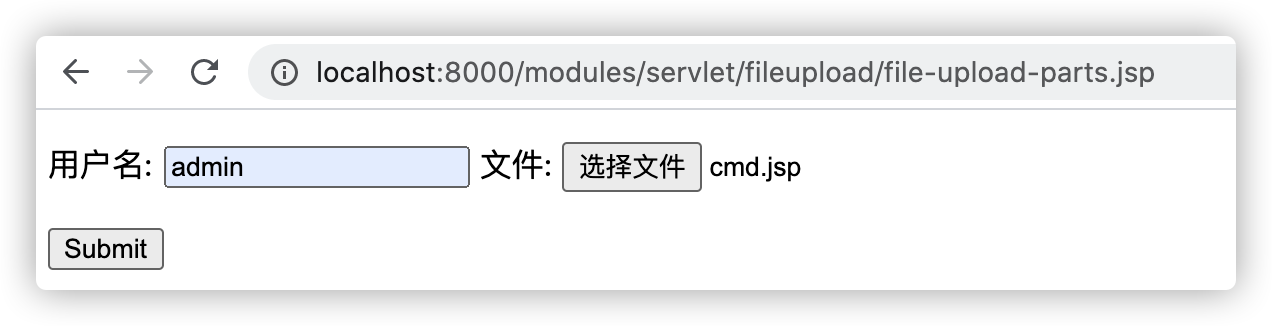 localhost:8000/modules/servlet/fileupload/file-upload-parts.jsp
用户名: admin 文件: 选择文件 cmd.jsp
Submit